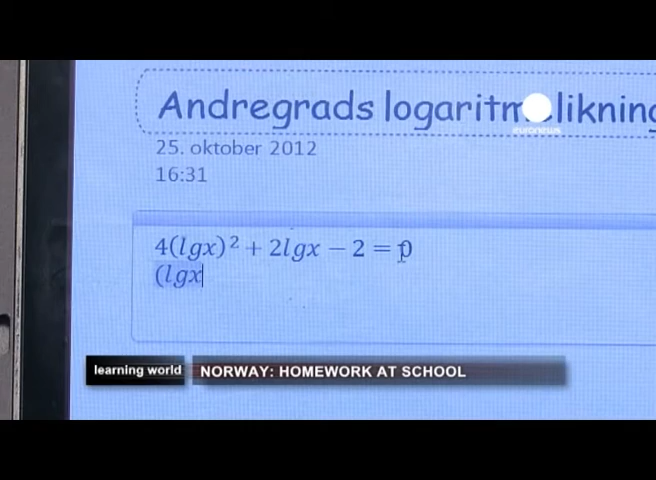 Andregrads logaritm likning
euronews
25. oktober 2012
16:31
4(lgx)² + 2lgx − 2 = 0
(lgx
learning world NORWAY: HOMEWORK AT SCHOOL